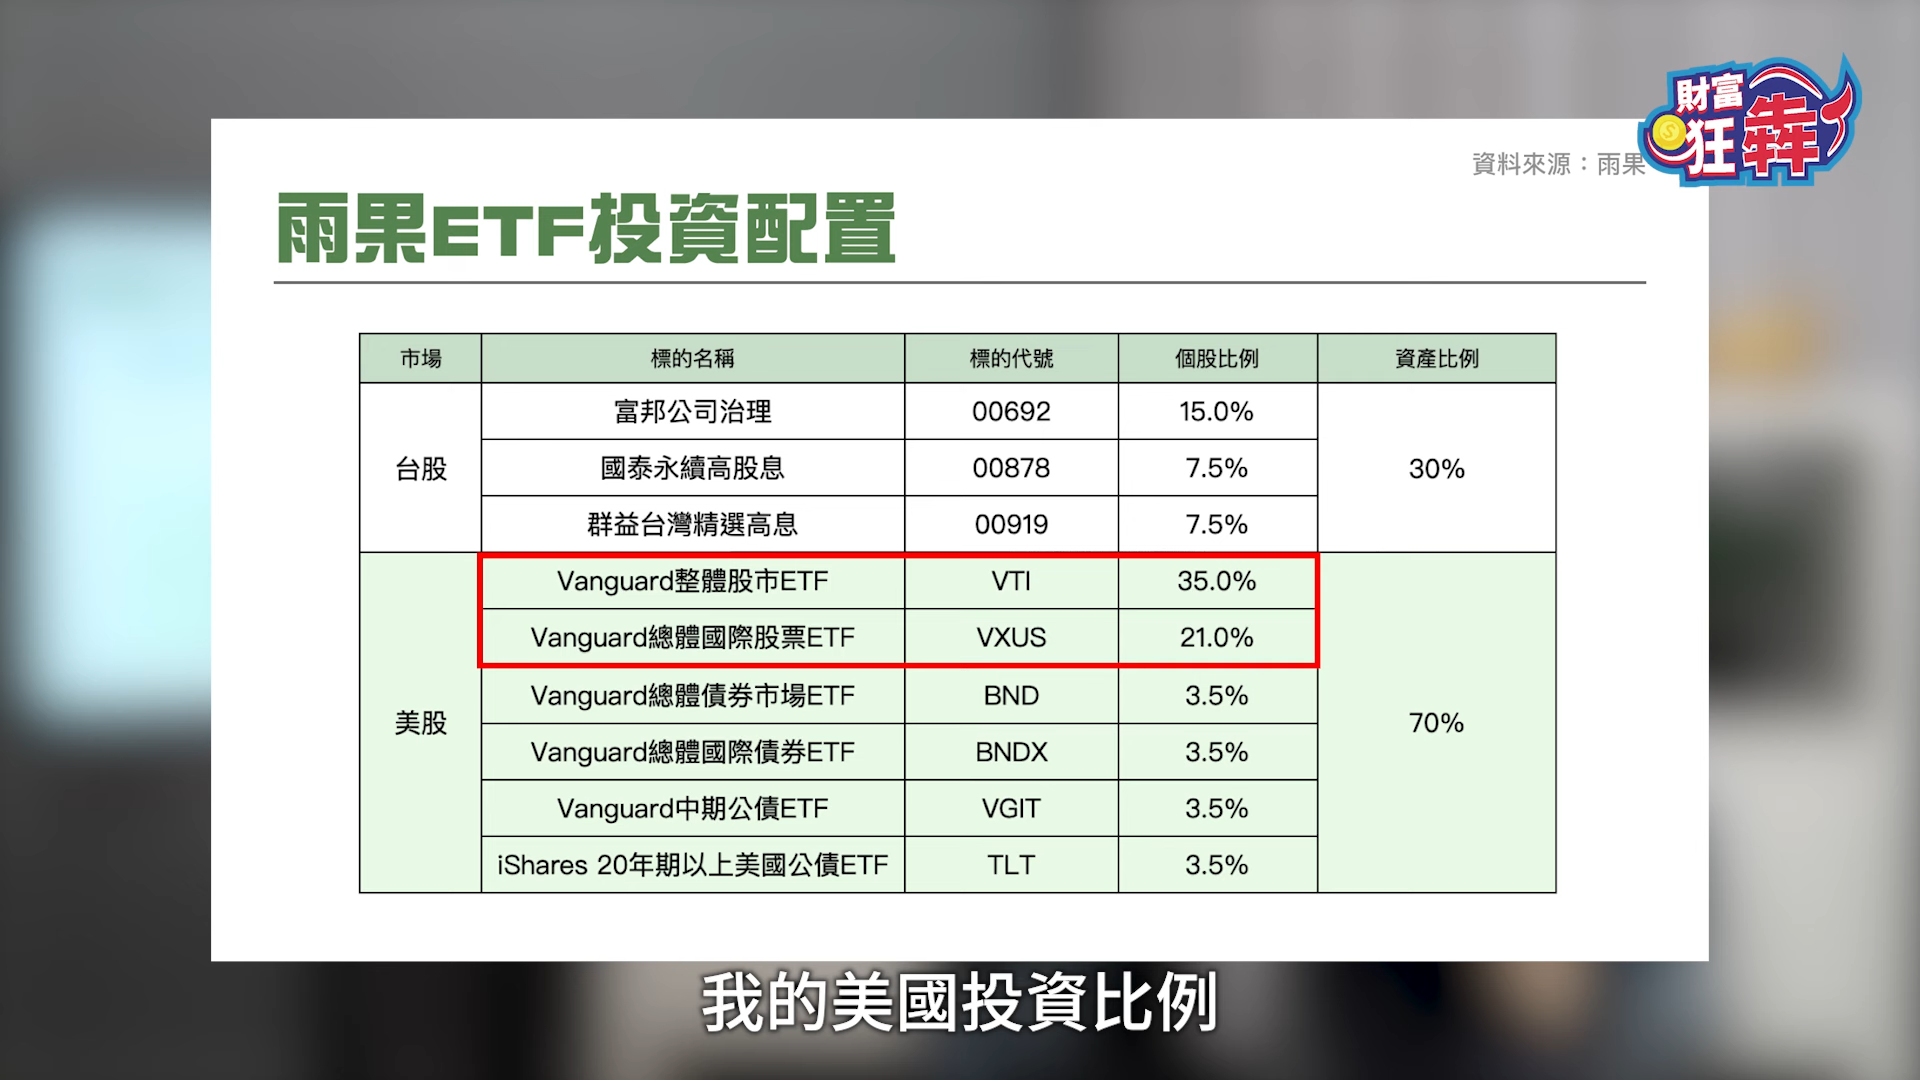 財富
狂犇
資料來源：雨果
雨果ETF投資配置
市場 標的名稱 標的代號 個股比例 資產比例
台股 富邦公司治理 00692 15.0% 30%
國泰永續高股息 00878 7.5%
群益台灣精選高息 00919 7.5%
美股 Vanguard整體股市ETF VTI 35.0% 70%
Vanguard總體國際股票ETF VXUS 21.0%
Vanguard總體債券市場ETF BND 3.5%
Vanguard總體國際債券ETF BNDX 3.5%
Vanguard中期公債ETF VGIT 3.5%
iShares 20年期以上美國公債ETF TLT 3.5%
我的美國投資比例